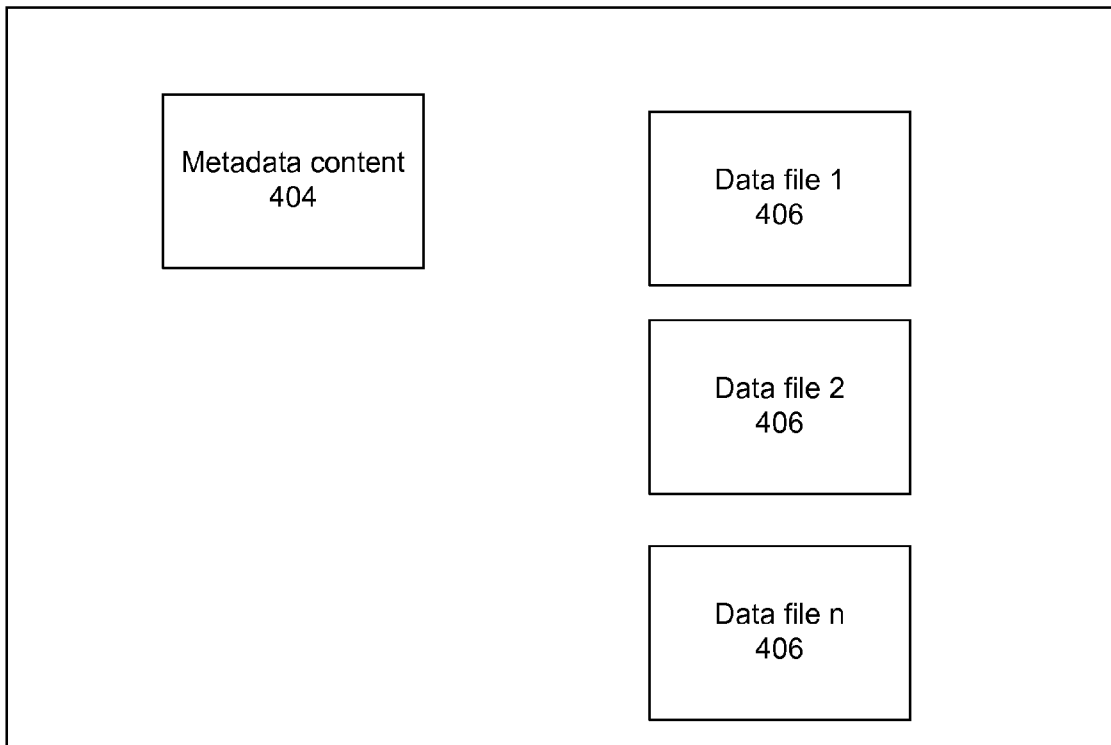 Metadata content
404
Data file 1
406
Data file 2
406
Data file n
406